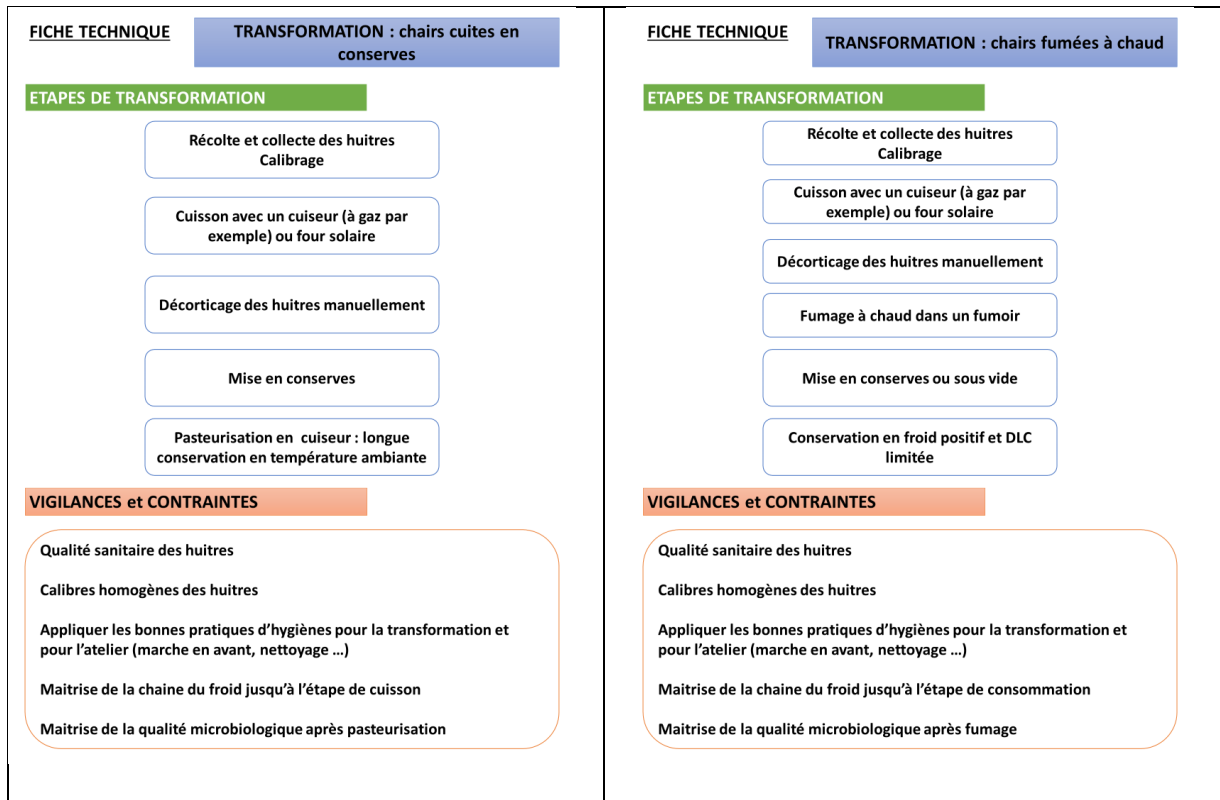 FICHE TECHNIQUE
TRANSFORMATION : chairs cuites en
conserves
ETAPES DE TRANSFORMATION
Récolte et collecte des huitres
Calibrage
Cuisson avec un cuiseur (à gaz par
exemple) ou four solaire
Décorticage des huitres manuellement
Mise en conserves
Pasteurisation en  cuiseur : longue
conservation en température ambiante
VIGILANCES et CONTRAINTES
Qualité sanitaire des huitres
Calibres homogènes des huitres
Appliquer les bonnes pratiques d’hygiènes pour la transformation et
pour l’atelier (marche en avant, nettoyage …)
Maitrise de la chaine du froid jusqu’à l’étape de cuisson
Maitrise de la qualité microbiologique après pasteurisation
FICHE TECHNIQUE
TRANSFORMATION : chairs fumées à chaud
ETAPES DE TRANSFORMATION
Récolte et collecte des huitres
Calibrage
Cuisson avec un cuiseur (à gaz par
exemple) ou four solaire
Décorticage des huitres manuellement
Fumage à chaud dans un fumoir
Mise en conserves ou sous vide
Conservation en froid positif et DLC
limitée
VIGILANCES et CONTRAINTES
Qualité sanitaire des huitres
Calibres homogènes des huitres
Appliquer les bonnes pratiques d’hygiènes pour la transformation et
pour l’atelier (marche en avant, nettoyage …)
Maitrise de la chaine du froid jusqu’à l’étape de consommation
Maitrise de la qualité microbiologique après fumage